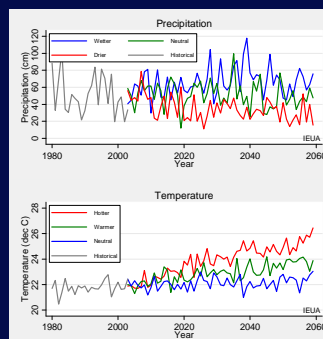 Precipitation
Precipitation (cm)
120
100
80
60
40
20
0
Wetter
Drier
Neutral
Historical
IEUA
1980
2000
2020
2040
2060
Year
Temperature
Temperature (dec C)
28
26
24
22
20
Hotter
Warmer
Neutral
Historical
IEUA
1980
2000
2020
2040
2060
Year